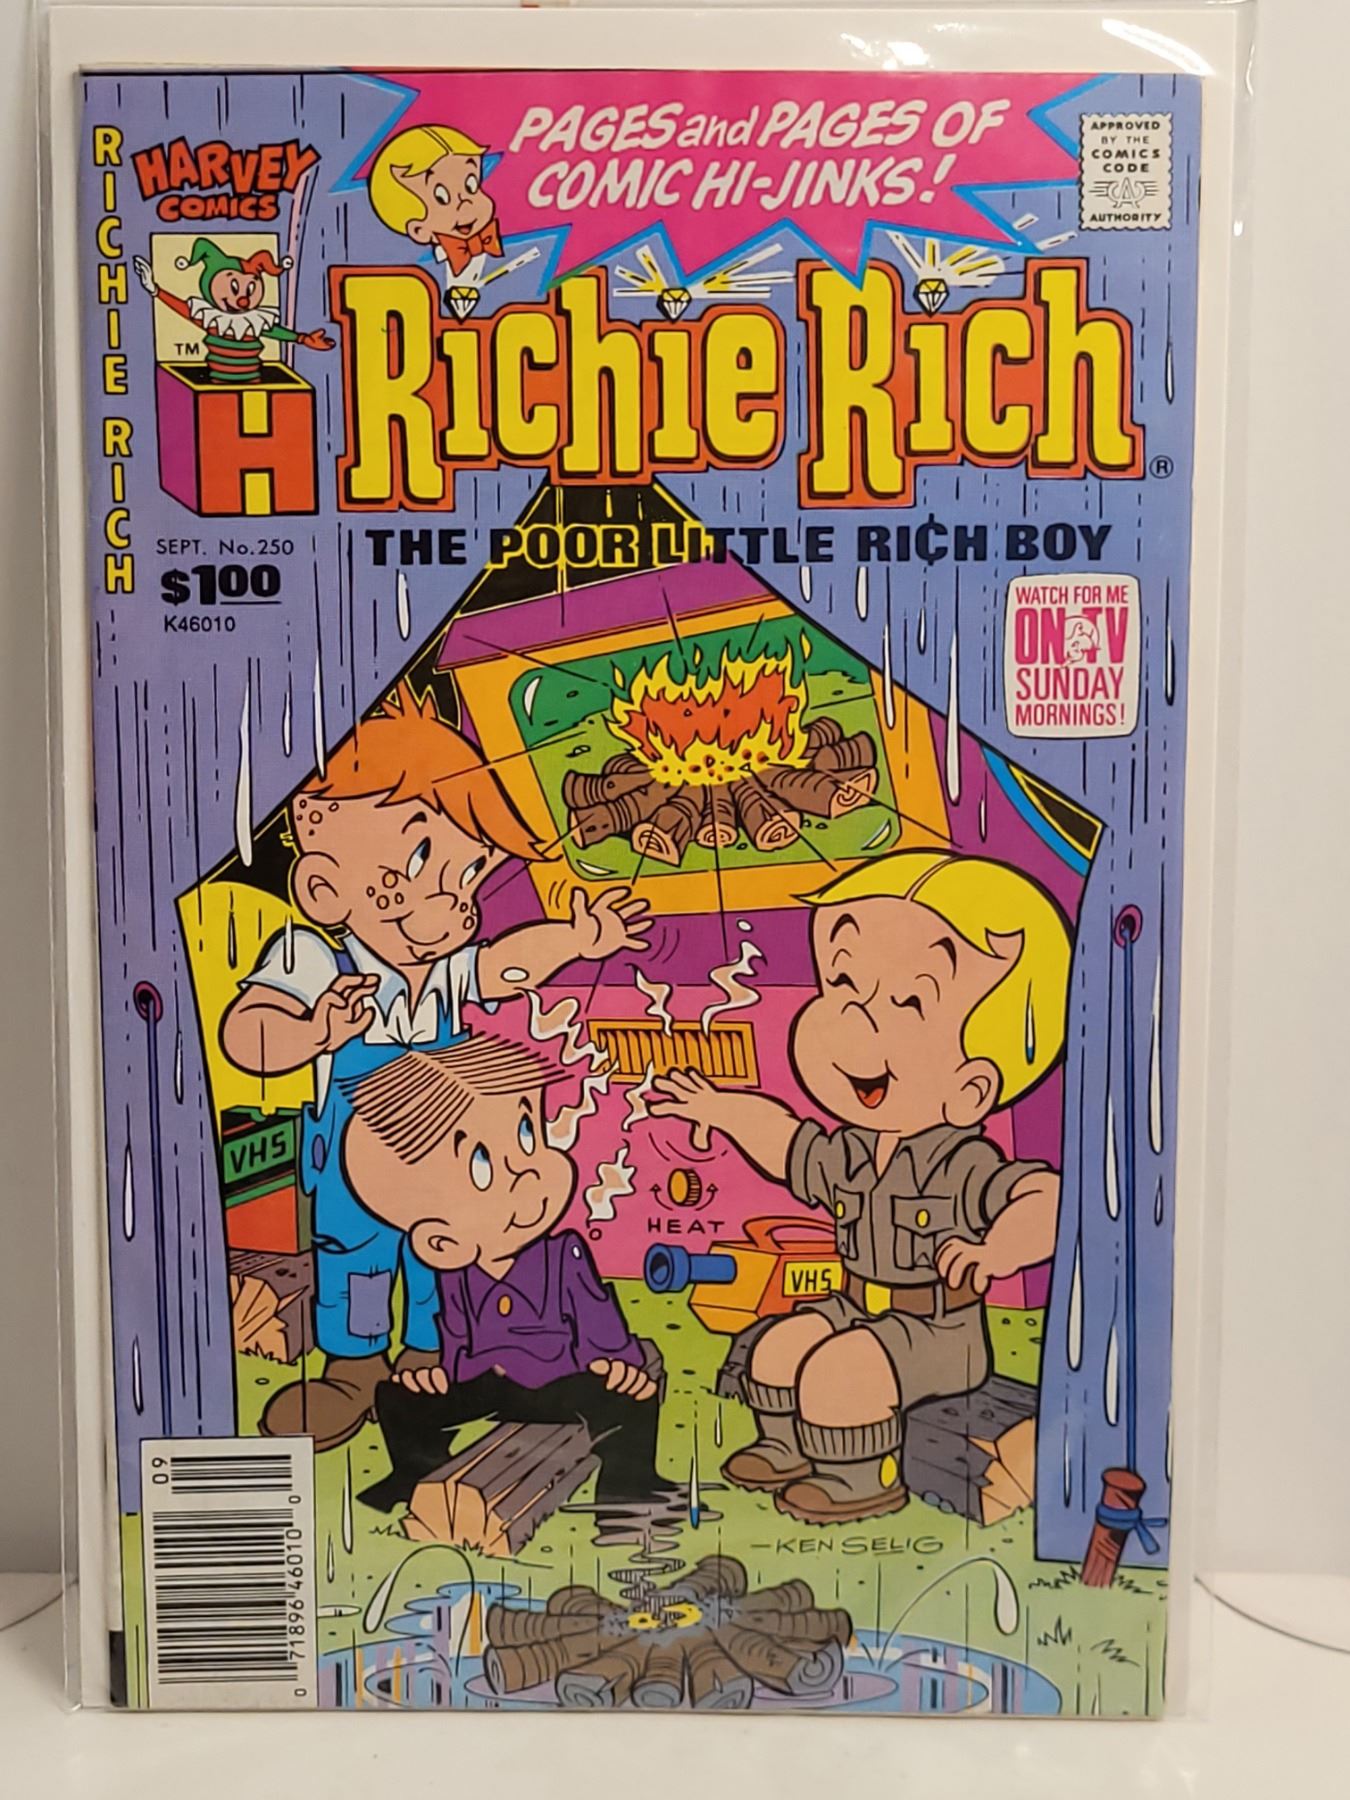 PAGES and PAGES OF
COMIC HI-JINKS!
APPROVED
BY THE
COMICS
CODE
CA
AUTHORITY
RICHIE RICH
HARVEY
COMICS
TM
H
Richie Rich
®
THE POOR LITTLE RI¢H BOY
SEPT. No. 250
$1.00
K46010
WATCH FOR ME
ON TV
SUNDAY
MORNINGS!
VHS
HEAT
VHS
-KEN SELIG
09
0 71896 46010 0